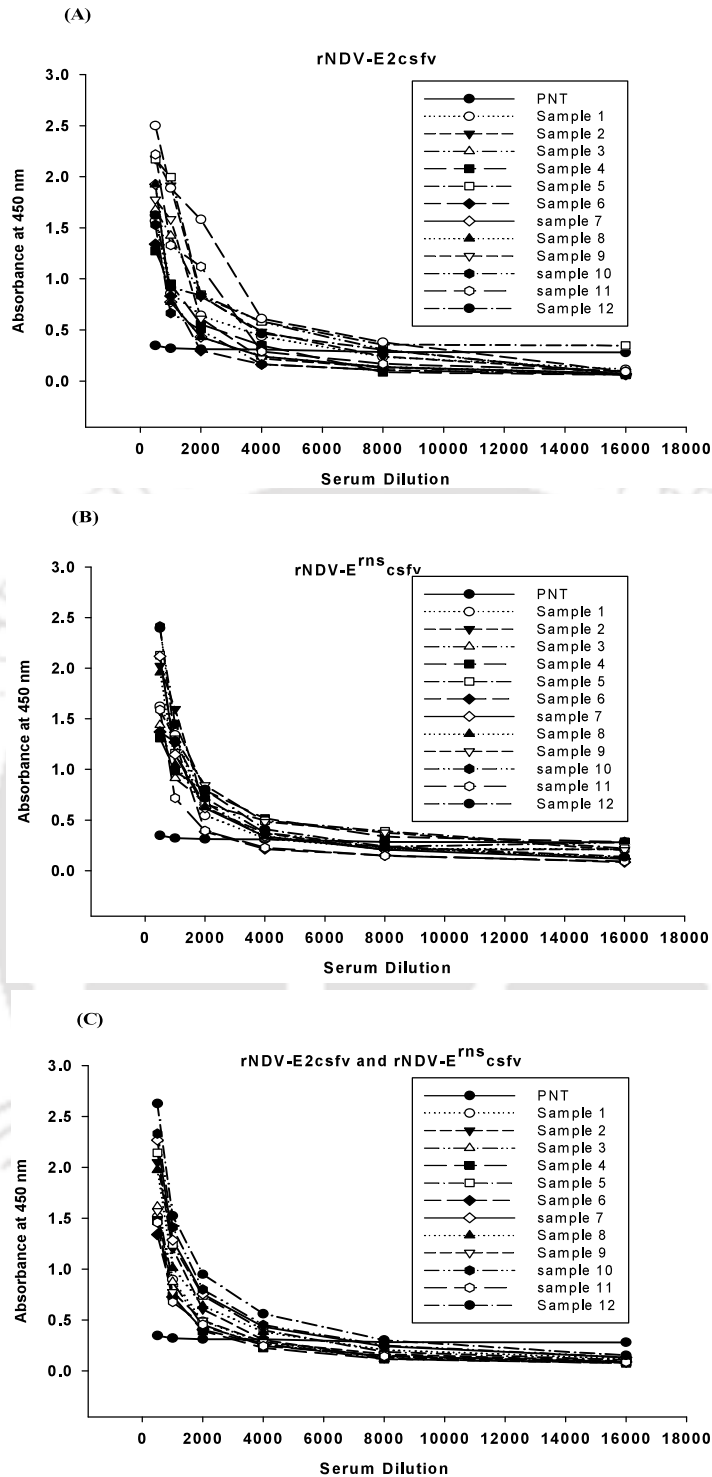 (A)
rNDV-E2csfv
3.0
2.5
2.0
1.5
1.0
0.5
0.0
Absorbance at 450 nm
PNT
Sample 1
Sample 2
Sample 3
Sample 4
Sample 5
Sample 6
sample 7
Sample 8
Sample 9
sample 10
sample 11
Sample 12
0 2000 4000 6000 8000 10000 12000 14000 16000 18000
Serum Dilution
(B)
rNDV-E^rns csfv
3.0
2.5
2.0
1.5
1.0
0.5
0.0
Absorbance at 450 nm
PNT
Sample 1
Sample 2
Sample 3
Sample 4
Sample 5
Sample 6
sample 7
Sample 8
Sample 9
sample 10
sample 11
Sample 12
0 2000 4000 6000 8000 10000 12000 14000 16000 18000
Serum Dilution
(C)
rNDV-E2csfv and rNDV-E^rns csfv
3.0
2.5
2.0
1.5
1.0
0.5
0.0
Absorbance at 450 nm
PNT
Sample 1
Sample 2
Sample 3
Sample 4
Sample 5
Sample 6
sample 7
Sample 8
Sample 9
sample 10
sample 11
Sample 12
0 2000 4000 6000 8000 10000 12000 14000 16000 18000
Serum Dilution